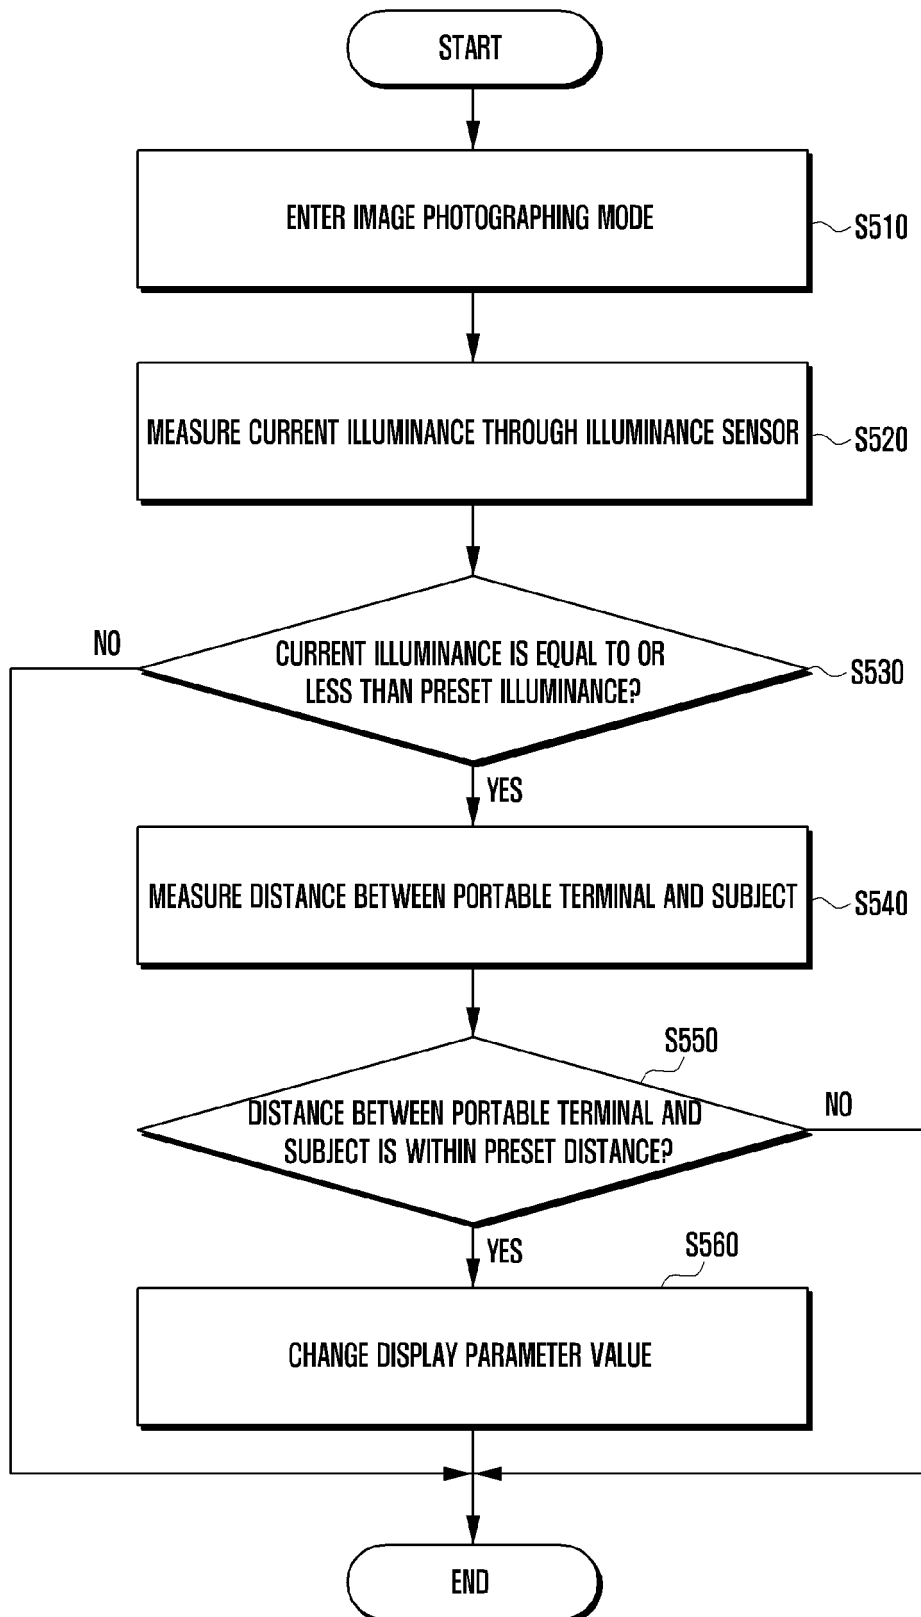 START
ENTER IMAGE PHOTOGRAPHING MODE
S510
MEASURE CURRENT ILLUMINANCE THROUGH ILLUMINANCE SENSOR
S520
NO
CURRENT ILLUMINANCE IS EQUAL TO OR
LESS THAN PRESET ILLUMINANCE?
S530
YES
MEASURE DISTANCE BETWEEN PORTABLE TERMINAL AND SUBJECT
S540
S550
DISTANCE BETWEEN PORTABLE TERMINAL AND
SUBJECT IS WITHIN PRESET DISTANCE?
NO
YES
S560
CHANGE DISPLAY PARAMETER VALUE
END